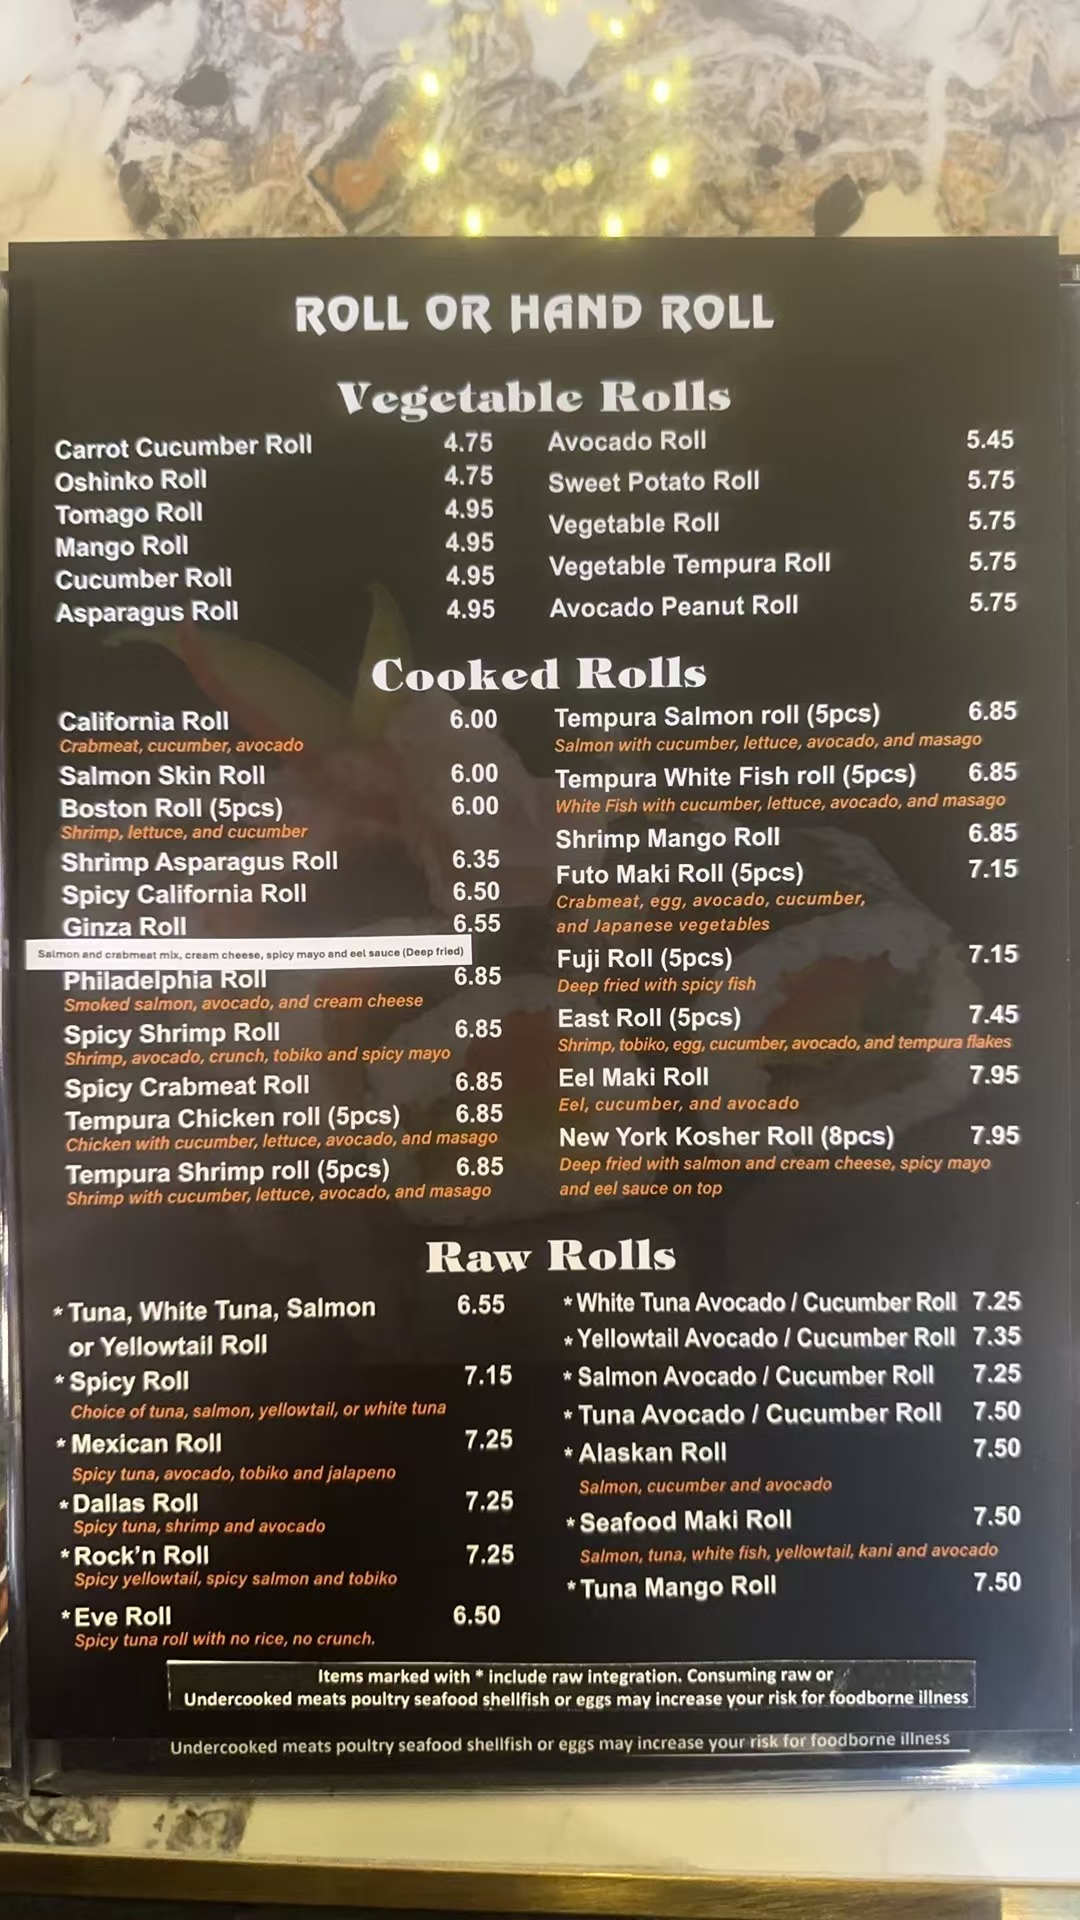 ROLL OR HAND ROLL
Vegetable Rolls
Carrot Cucumber Roll 4.75
Oshinko Roll 4.75
Tomago Roll 4.95
Mango Roll 4.95
Cucumber Roll 4.95
Asparagus Roll 4.95
Avocado Roll 5.45
Sweet Potato Roll 5.75
Vegetable Roll 5.75
Vegetable Tempura Roll 5.75
Avocado Peanut Roll 5.75
Cooked Rolls
California Roll 6.00
Crabmeat, cucumber, avocado
Salmon Skin Roll 6.00
Boston Roll (5pcs) 6.00
Shrimp, lettuce, and cucumber
Shrimp Asparagus Roll 6.35
Spicy California Roll 6.50
Ginza Roll 6.55
Salmon and crabmeat mix, cream cheese, spicy mayo and eel sauce (Deep fried)
Philadelphia Roll 6.85
Smoked salmon, avocado, and cream cheese
Spicy Shrimp Roll 6.85
Shrimp, avocado, crunch, tobiko and spicy mayo
Spicy Crabmeat Roll 6.85
Tempura Chicken roll (5pcs) 6.85
Chicken with cucumber, lettuce, avocado, and masago
Tempura Shrimp roll (5pcs) 6.85
Shrimp with cucumber, lettuce, avocado, and masago
Tempura Salmon roll (5pcs) 6.85
Salmon with cucumber, lettuce, avocado, and masago
Tempura White Fish roll (5pcs) 6.85
White Fish with cucumber, lettuce, avocado, and masago
Shrimp Mango Roll 6.85
Futo Maki Roll (5pcs) 7.15
Crabmeat, egg, avocado, cucumber,
and Japanese vegetables
Fuji Roll (5pcs) 7.15
Deep fried with spicy fish
East Roll (5pcs) 7.45
Shrimp, tobiko, egg, cucumber, avocado, and tempura flakes
Eel Maki Roll 7.95
Eel, cucumber, and avocado
New York Kosher Roll (8pcs) 7.95
Deep fried with salmon and cream cheese, spicy mayo
and eel sauce on top
Raw Rolls
* Tuna, White Tuna, Salmon 6.55
or Yellowtail Roll
* Spicy Roll 7.15
Choice of tuna, salmon, yellowtail, or white tuna
* Mexican Roll 7.25
Spicy tuna, avocado, tobiko and jalapeno
* Dallas Roll 7.25
Spicy tuna, shrimp and avocado
* Rock'n Roll 7.25
Spicy yellowtail, spicy salmon and tobiko
* Eve Roll 6.50
Spicy tuna roll with no rice, no crunch.
* White Tuna Avocado / Cucumber Roll 7.25
* Yellowtail Avocado / Cucumber Roll 7.35
* Salmon Avocado / Cucumber Roll 7.25
* Tuna Avocado / Cucumber Roll 7.50
* Alaskan Roll 7.50
Salmon, cucumber and avocado
* Seafood Maki Roll 7.50
Salmon, tuna, white fish, yellowtail, kani and avocado
* Tuna Mango Roll 7.50
Items marked with * include raw integration. Consuming raw or
Undercooked meats poultry seafood shellfish or eggs may increase your risk for foodborne illness
Undercooked meats poultry seafood shellfish or eggs may increase your risk for foodborne illness